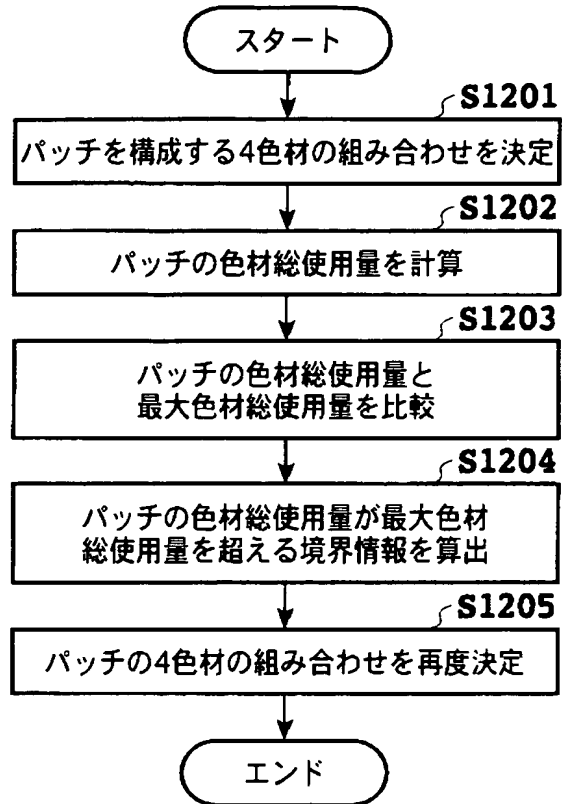 スタート
S1201
パッチを構成する4色材の組み合わせを決定
S1202
パッチの色材総使用量を計算
S1203
パッチの色材総使用量と
最大色材総使用量を比較
S1204
パッチの色材総使用量が最大色材
総使用量を超える境界情報を算出
S1205
パッチの4色材の組み合わせを再度決定
エンド